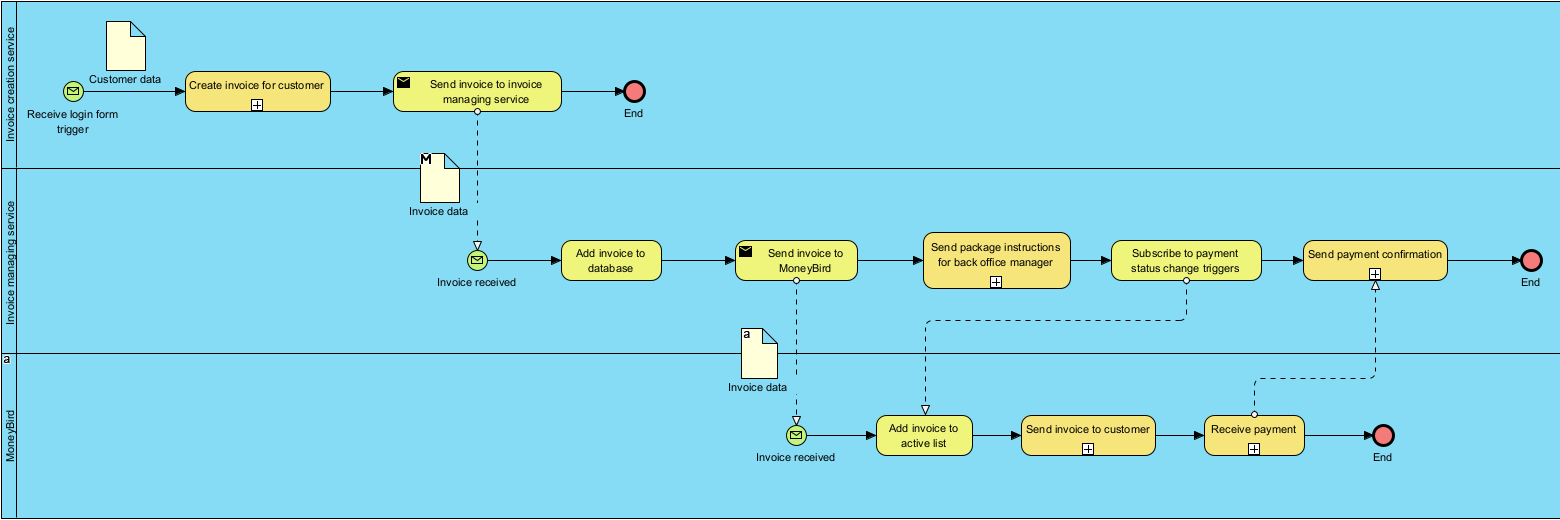 Invoice creation service
Customer data
Receive login form
trigger
Create invoice for customer
Send invoice to invoice
managing service
End
Invoice managing service
M
Invoice data
Invoice received
Add invoice to
database
Send invoice to
MoneyBird
Send package instructions
for back office manager
Subscribe to payment
status change triggers
Send payment confirmation
End
a
MoneyBird
a
Invoice data
Invoice received
Add invoice to
active list
Send invoice to customer
Receive payment
End